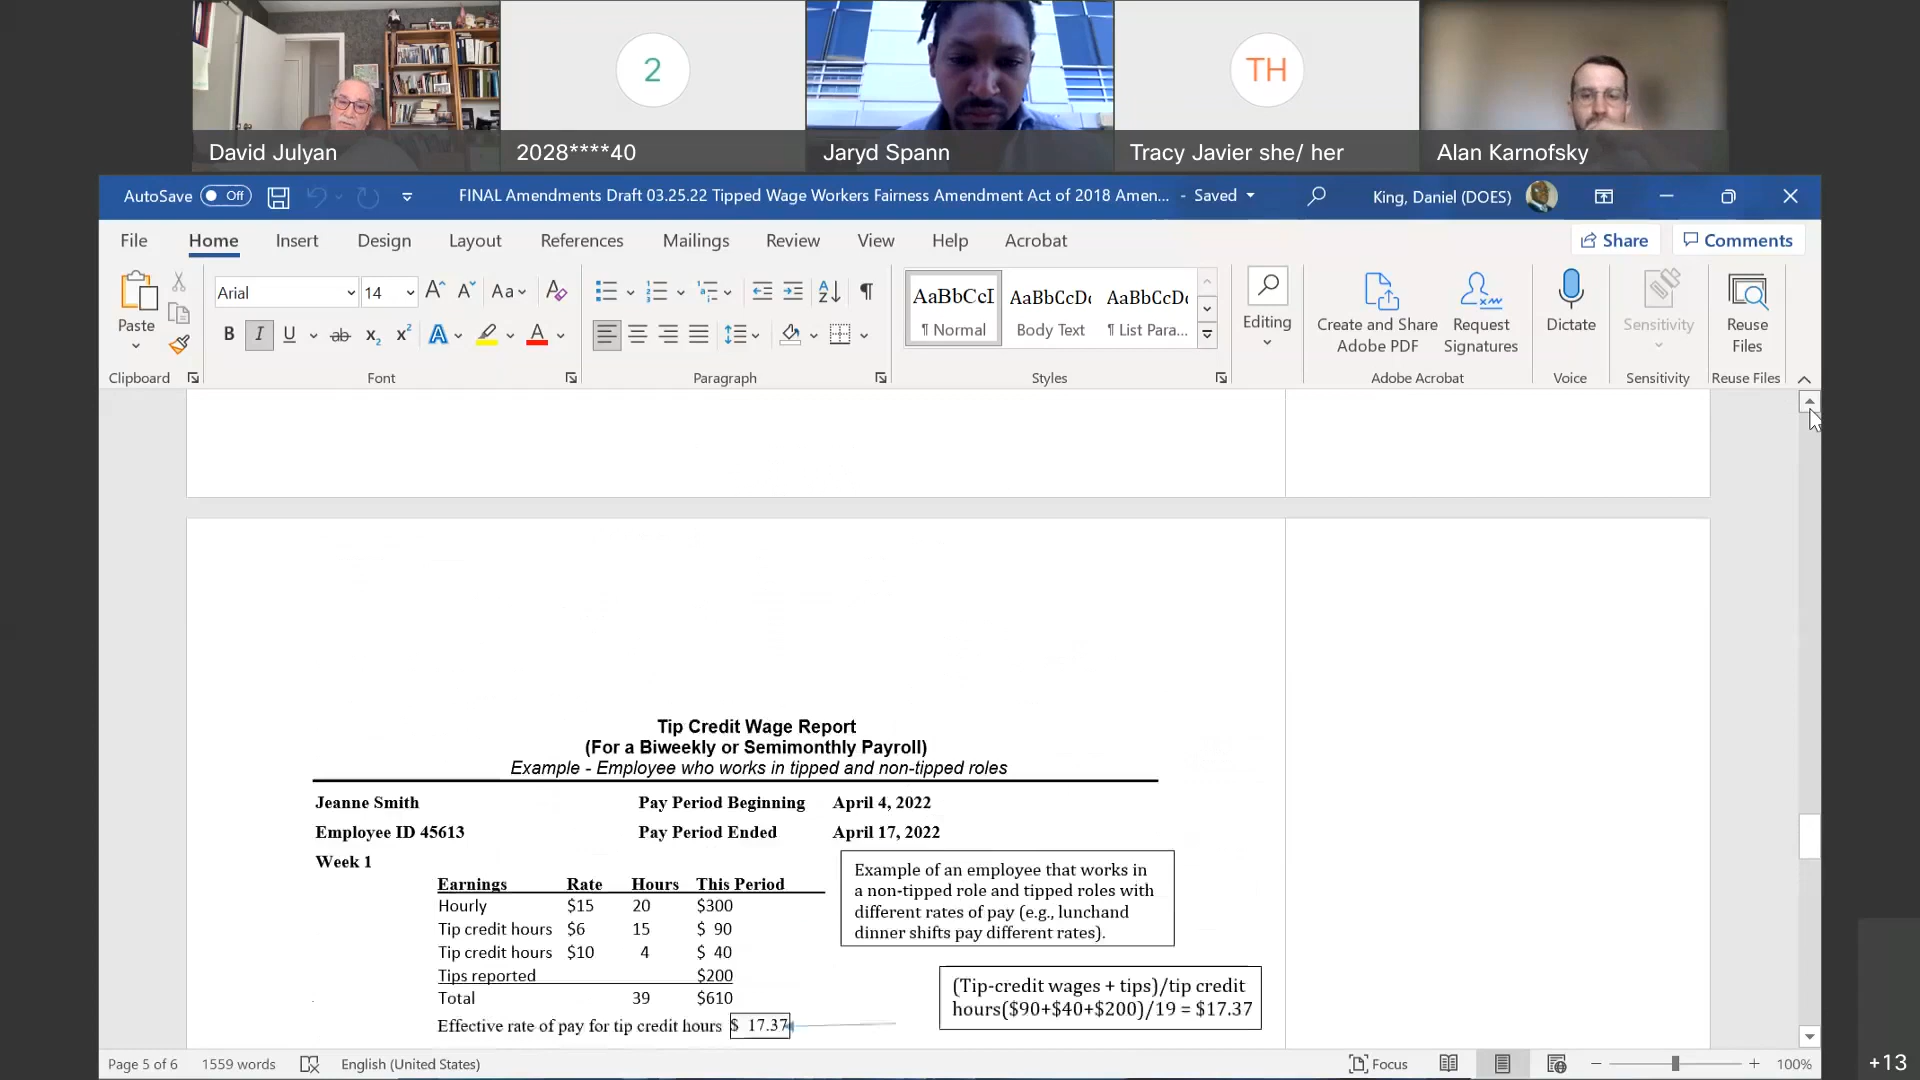 2
TH
David Julyan
2028****40
Jaryd Spann
Tracy Javier she/ her
Alan Karnofsky
AutoSave
Off
FINAL Amendments Draft 03.25.22 Tipped Wage Workers Fairness Amendment Act of 2018 Amen... - Saved
King, Daniel (DOES)
File Home Insert Design Layout References Mailings Review View Help Acrobat
Share
Comments
Paste
Arial
14
Aa
B I U ab x2 x2 A A
AaBbCcI AaBbCcDc AaBbCcDc
¶ Normal Body Text ¶ List Para...
Editing
Create and Share
Adobe PDF
Request
Signatures
Dictate
Sensitivity
Reuse
Files
Clipboard Font Paragraph Styles Adobe Acrobat Voice Sensitivity Reuse Files
Tip Credit Wage Report
(For a Biweekly or Semimonthly Payroll)
Example - Employee who works in tipped and non-tipped roles
Jeanne Smith Pay Period Beginning April 4, 2022
Employee ID 45613 Pay Period Ended April 17, 2022
Week 1
Earnings Rate Hours This Period
Hourly $15 20 $300
Tip credit hours $6 15 $ 90
Tip credit hours $10 4 $ 40
Tips reported $200
Total 39 $610
Effective rate of pay for tip credit hours $ 17.37
Example of an employee that works in
a non-tipped role and tipped roles with
different rates of pay (e.g., lunchand
dinner shifts pay different rates).
(Tip-credit wages + tips)/tip credit
hours($90+$40+$200)/19 = $17.37
Page 5 of 6 1559 words English (United States)
Focus
100%
+13